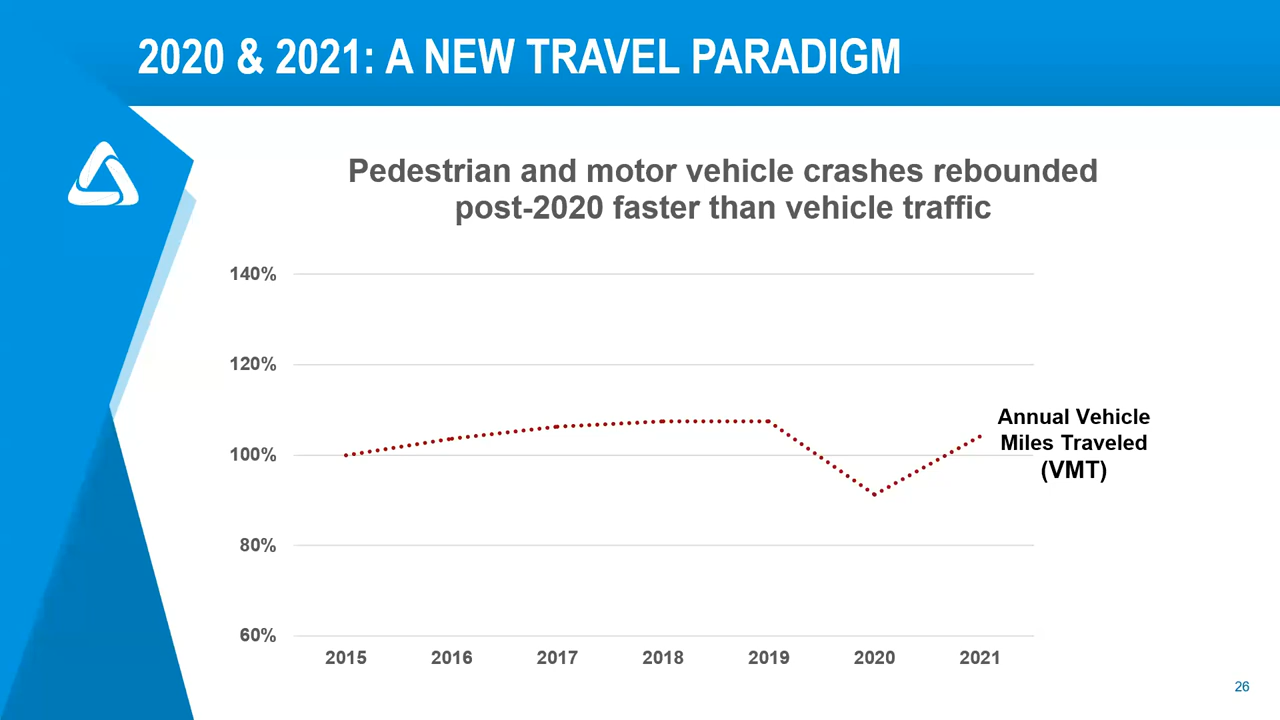 2020 & 2021: A NEW TRAVEL PARADIGM
Pedestrian and motor vehicle crashes rebounded
post-2020 faster than vehicle traffic
140%
120%
100%
80%
60%
Annual Vehicle
Miles Traveled
(VMT)
2015 2016 2017 2018 2019 2020 2021
26